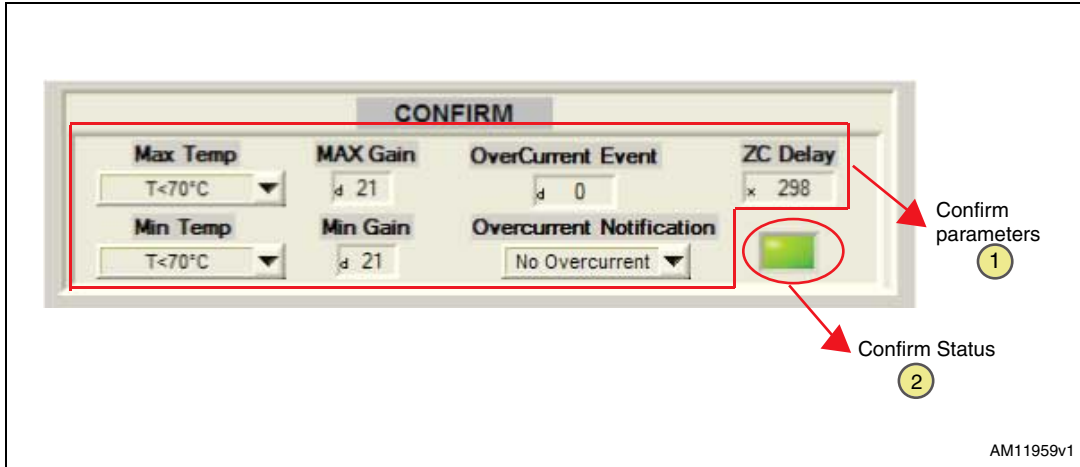 CONFIRM
Max Temp MAX Gain OverCurrent Event ZC Delay
T<70°C d 21 d 0 x 298
Min Temp Min Gain Overcurrent Notification
T<70°C d 21 No Overcurrent
Confirm
parameters
1
Confirm Status
2
AM11959v1